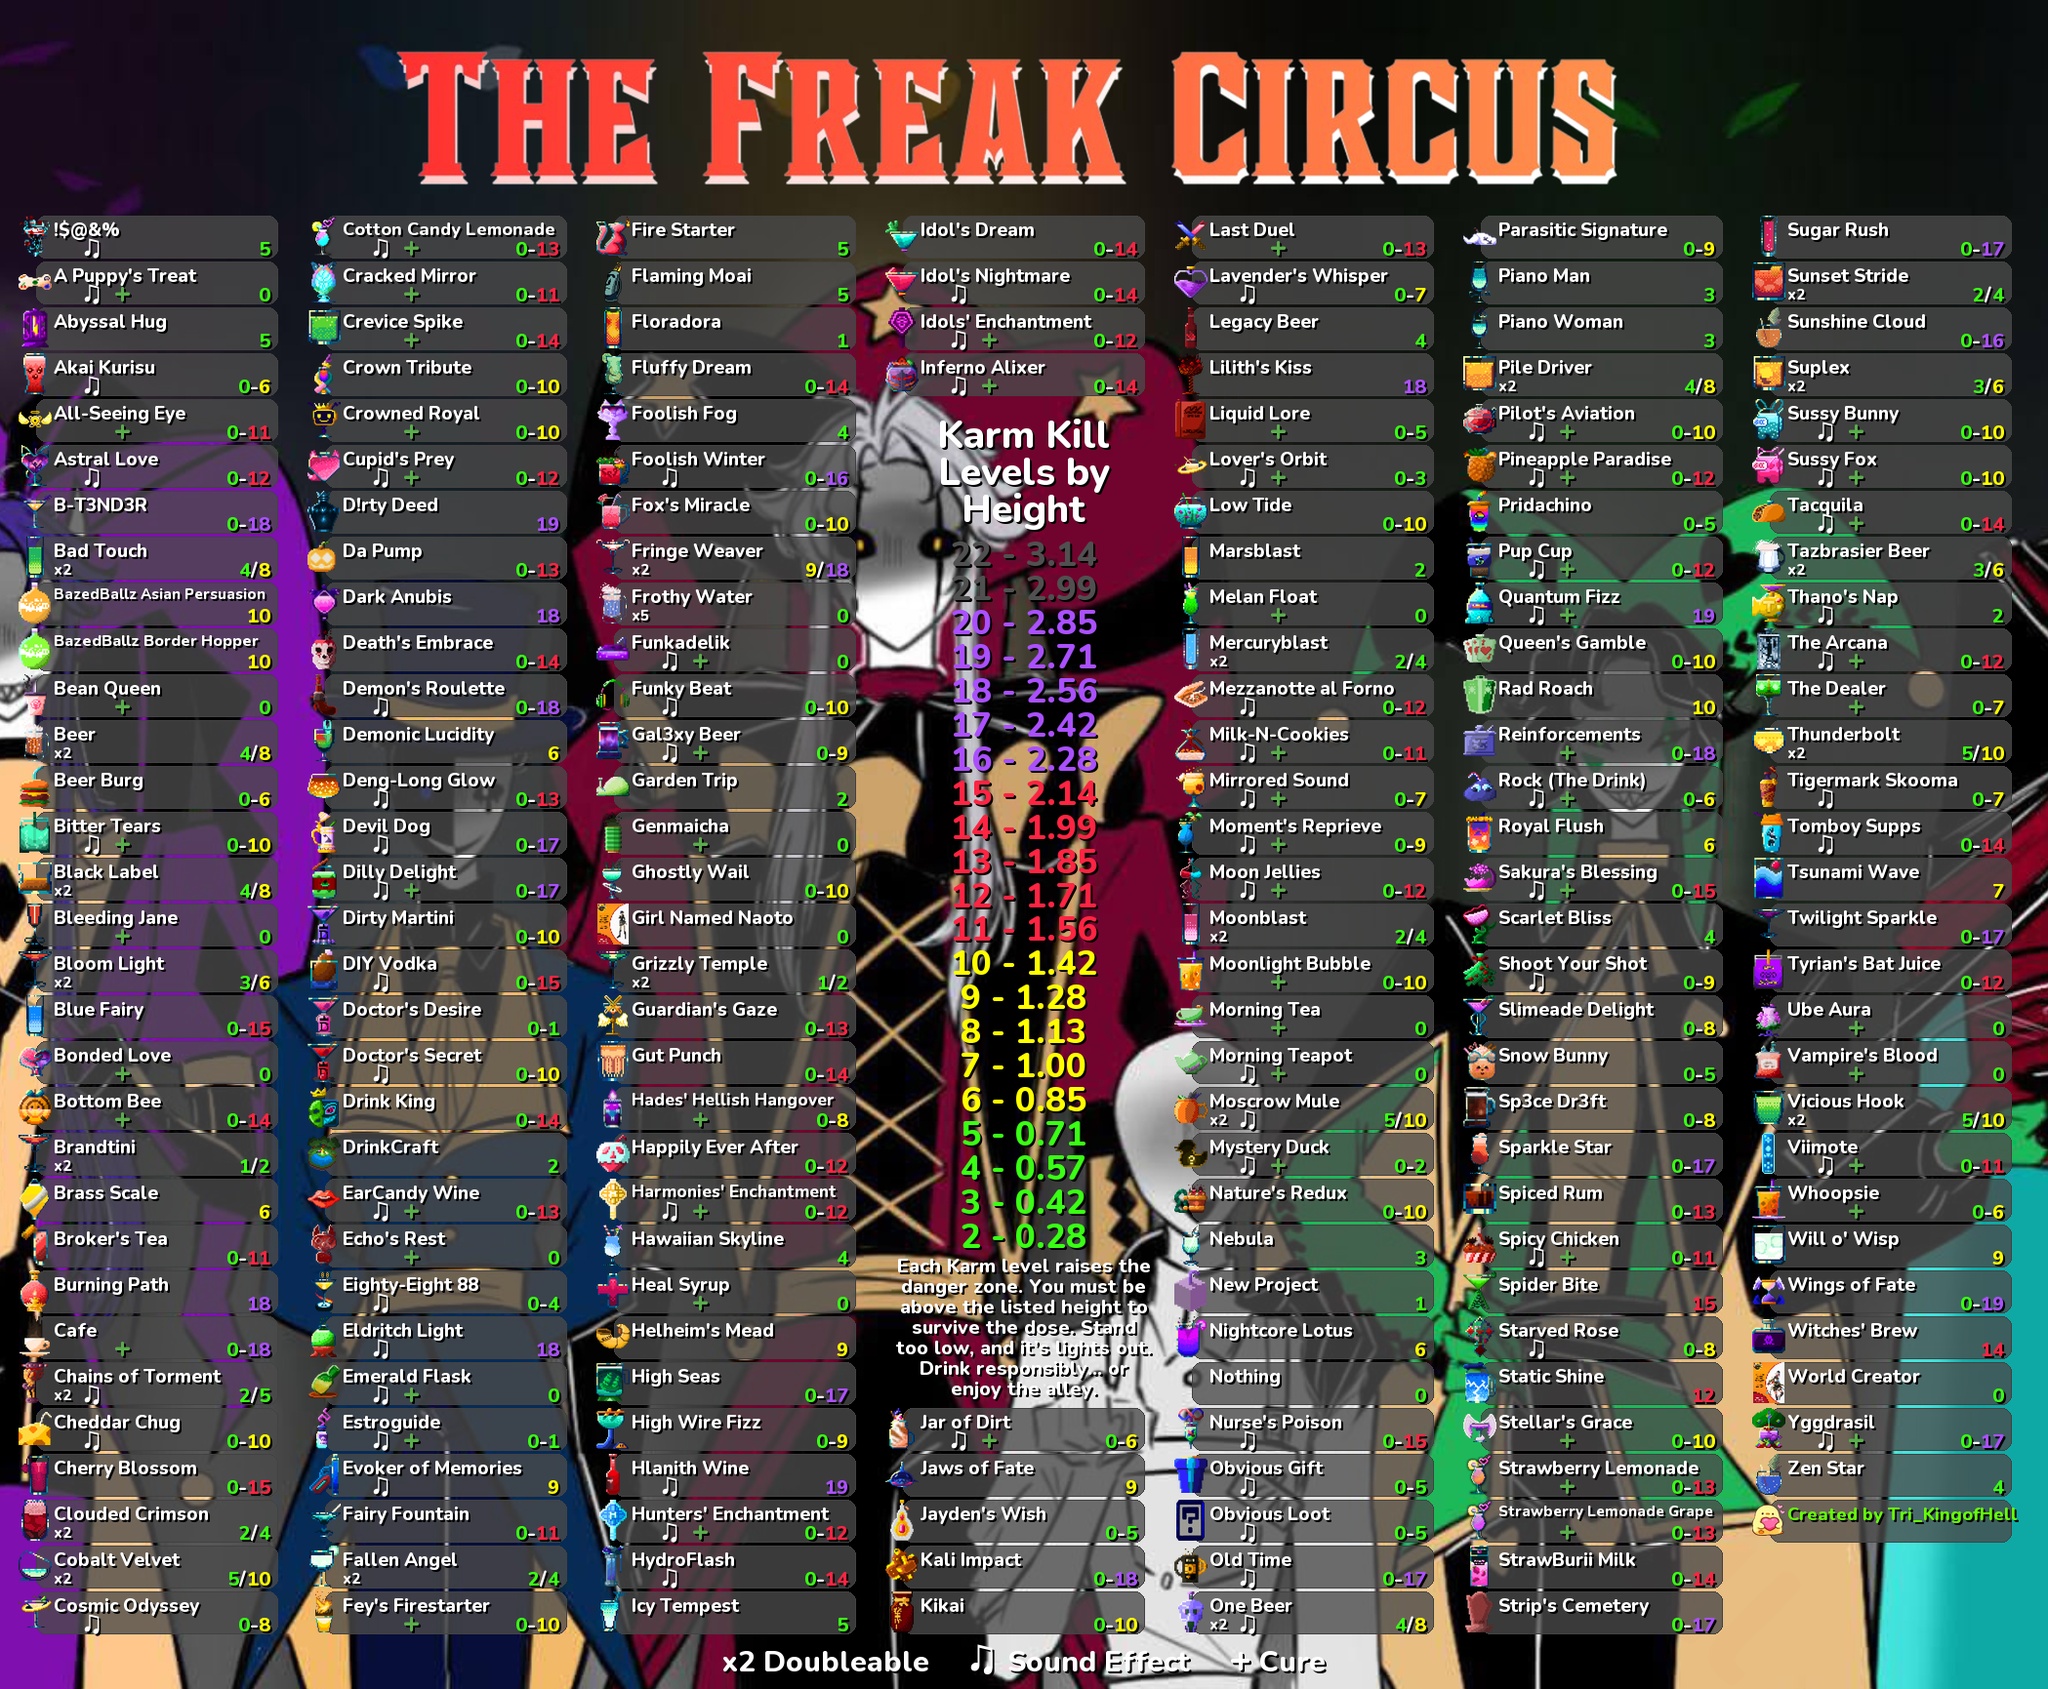 THE FREAK CIRCUS
!$@&%
♫
5
A Puppy's Treat
♫ +
0
Abyssal Hug
5
Akai Kurisu
♫
0-6
All-Seeing Eye
+
0-11
Astral Love
♫
0-12
B-T3ND3R
0-18
Bad Touch
x2
4/8
BazedBallz Asian Persuasion
10
BazedBallz Border Hopper
10
Bean Queen
+
0
Beer
x2
4/8
Beer Burg
0-6
Bitter Tears
♫ +
0-10
Black Label
x2
4/8
Bleeding Jane
+
0
Bloom Light
x2
3/6
Blue Fairy
0-15
Bonded Love
+
0
Bottom Bee
+
0-14
Brandtini
x2
1/2
Brass Scale
6
Broker's Tea
0-11
Burning Path
18
Cafe
+
0-18
Chains of Torment
x2 ♫
2/5
Cheddar Chug
♫
0-10
Cherry Blossom
0-15
Clouded Crimson
x2
2/4
Cobalt Velvet
x2
5/10
Cosmic Odyssey
♫
0-8
Cotton Candy Lemonade
♫ +
0-13
Cracked Mirror
+
0-11
Crevice Spike
+
0-14
Crown Tribute
0-10
Crowned Royal
+
0-10
Cupid's Prey
♫ +
0-12
D!rty Deed
19
Da Pump
0-13
Dark Anubis
18
Death's Embrace
0-14
Demon's Roulette
♫
0-18
Demonic Lucidity
6
Deng-Long Glow
♫
0-13
Devil Dog
♫
0-17
Dilly Delight
♫ +
0-17
Dirty Martini
0-10
DIY Vodka
♫
0-15
Doctor's Desire
0-1
Doctor's Secret
♫
0-10
Drink King
0-14
DrinkCraft
2
EarCandy Wine
♫ +
0-13
Echo's Rest
+
0
Eighty-Eight 88
♫
0-4
Eldritch Light
♫
18
Emerald Flask
♫ +
0
Estroguide
♫ +
0-1
Evoker of Memories
♫
9
Fairy Fountain
0-11
Fallen Angel
x2
2/4
Fey's Firestarter
+
0-10
Fire Starter
5
Flaming Moai
5
Floradora
1
Fluffy Dream
0-14
Foolish Fog
4
Foolish Winter
♫
0-16
Fox's Miracle
0-10
Fringe Weaver
x2
9/18
Frothy Water
x5
0
Funkadelik
♫ +
0
Funky Beat
♫
0-10
Gal3xy Beer
♫ +
0-9
Garden Trip
2
Genmaicha
+
0
Ghostly Wail
0-10
Girl Named Naoto
0
Grizzly Temple
x2
1/2
Guardian's Gaze
0-13
Gut Punch
0-14
Hades' Hellish Hangover
+
0-8
Happily Ever After
0-12
Harmonies' Enchantment
♫ +
0-12
Hawaiian Skyline
4
Heal Syrup
+
0
Helheim's Mead
9
High Seas
0-17
High Wire Fizz
0-9
Hlanith Wine
♫
19
Hunters' Enchantment
♫ +
0-12
HydroFlash
♫
0-14
Icy Tempest
5
Idol's Dream
0-14
Idol's Nightmare
♫
0-14
Idols' Enchantment
♫ +
0-12
Inferno Alixer
♫ +
0-14
Karm Kill
Levels by
Height
22 - 3.14
21 - 2.99
20 - 2.85
19 - 2.71
18 - 2.56
17 - 2.42
16 - 2.28
15 - 2.14
14 - 1.99
13 - 1.85
12 - 1.71
11 - 1.56
10 - 1.42
9 - 1.28
8 - 1.13
7 - 1.00
6 - 0.85
5 - 0.71
4 - 0.57
3 - 0.42
2 - 0.28
Each Karm level raises the
danger zone. You must be
above the listed height to
survive the dose. Stand
too low, and it's lights out.
Drink responsibly... or
enjoy the alley.
Jar of Dirt
♫ +
0-6
Jaws of Fate
9
Jayden's Wish
0-5
Kali Impact
0-18
Kikai
0-10
Last Duel
+
0-13
Lavender's Whisper
♫
0-7
Legacy Beer
4
Lilith's Kiss
18
Liquid Lore
+
0-5
Lover's Orbit
♫ +
0-3
Low Tide
0-10
Marsblast
2
Melan Float
+
0
Mercuryblast
x2
2/4
Mezzanotte al Forno
♫
0-12
Milk-N-Cookies
♫ +
0-11
Mirrored Sound
♫ +
0-7
Moment's Reprieve
♫ +
0-9
Moon Jellies
♫ +
0-12
Moonblast
x2
2/4
Moonlight Bubble
+
0-10
Morning Tea
+
0
Morning Teapot
♫ +
0
Moscrow Mule
x2 ♫
5/10
Mystery Duck
♫ +
0-2
Nature's Redux
0-10
Nebula
3
New Project
1
Nightcore Lotus
6
Nothing
0
Nurse's Poison
♫
0-15
Obvious Gift
♫
0-5
Obvious Loot
♫
0-5
Old Time
♫
0-17
One Beer
x2 ♫
4/8
Parasitic Signature
0-9
Piano Man
3
Piano Woman
3
Pile Driver
x2
4/8
Pilot's Aviation
♫ +
0-10
Pineapple Paradise
♫ +
0-12
Pridachino
0-5
Pup Cup
♫ +
0-12
Quantum Fizz
♫ +
19
Queen's Gamble
0-10
Rad Roach
10
Reinforcements
+
0-18
Rock (The Drink)
♫ +
0-6
Royal Flush
6
Sakura's Blessing
♫ +
0-15
Scarlet Bliss
4
Shoot Your Shot
♫
0-9
Slimeade Delight
0-8
Snow Bunny
0-5
Sp3ce Dr3ft
0-8
Sparkle Star
0-17
Spiced Rum
0-13
Spicy Chicken
♫ +
0-11
Spider Bite
15
Starved Rose
♫
0-8
Static Shine
12
Stellar's Grace
+
0-10
Strawberry Lemonade
+
0-13
Strawberry Lemonade Grape
+
0-13
StrawBurii Milk
0-14
Strip's Cemetery
0-17
Sugar Rush
0-17
Sunset Stride
x2
2/4
Sunshine Cloud
0-16
Suplex
x2
3/6
Sussy Bunny
♫ +
0-10
Sussy Fox
♫ +
0-10
Tacquila
♫ +
0-14
Tazbrasier Beer
x2
3/6
Thano's Nap
♫
2
The Arcana
♫ +
0-12
The Dealer
+
0-7
Thunderbolt
x2
5/10
Tigermark Skooma
♫
0-7
Tomboy Supps
♫
0-14
Tsunami Wave
7
Twilight Sparkle
0-17
Tyrian's Bat Juice
0-12
Ube Aura
+
0
Vampire's Blood
+
0
Vicious Hook
x2
5/10
Viimote
♫ +
0-11
Whoopsie
+
0-6
Will o' Wisp
9
Wings of Fate
0-19
Witches' Brew
14
World Creator
0
Yggdrasil
♫ +
0-17
Zen Star
4
Created by Tri_KingofHell
x2 Doubleable ♫ Sound Effect + Cure